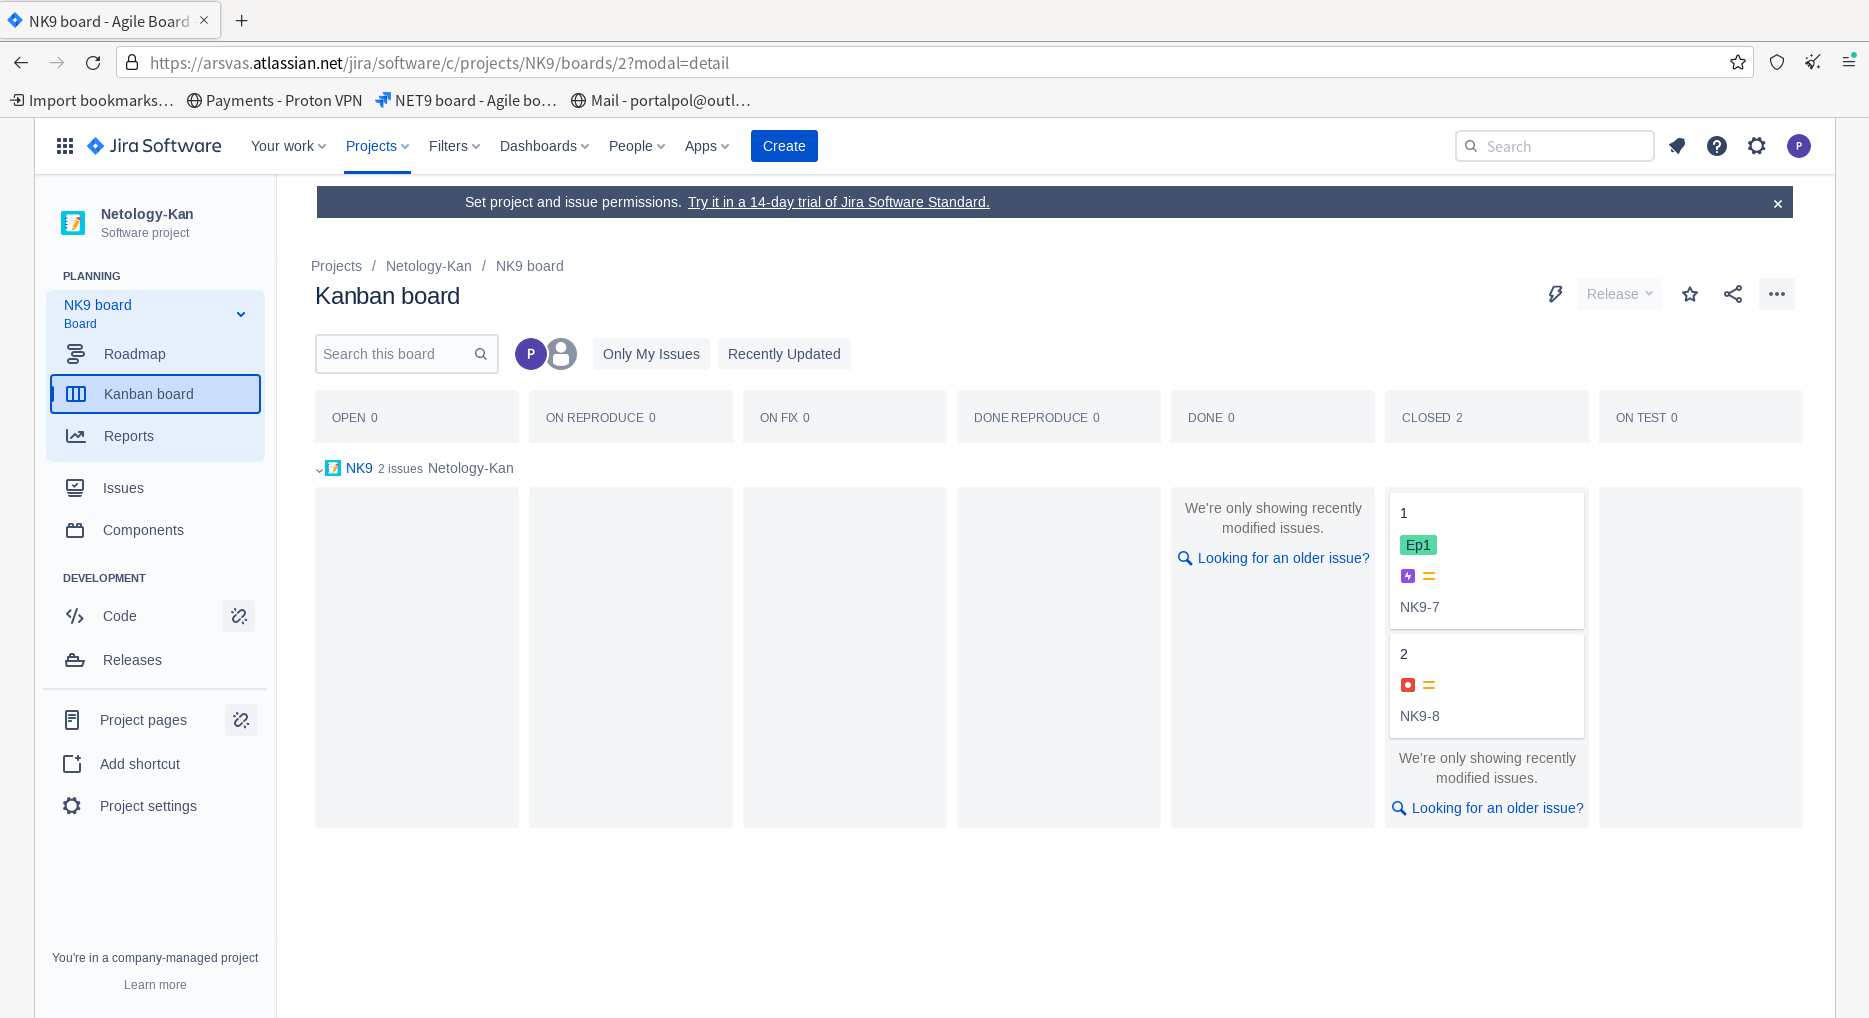 NK9 board - Agile Board
https://arsvas.atlassian.net/jira/software/c/projects/NK9/boards/2?modal=detail
Import bookmarks… Payments - Proton VPN NET9 board - Agile bo… Mail - portalpol@outl…
Jira Software Your work Projects Filters Dashboards People Apps Create Search P
Netology-Kan
Software project
Set project and issue permissions. Try it in a 14-day trial of Jira Software Standard.
PLANNING
NK9 board
Board
Roadmap
Kanban board
Reports
Issues
Components
DEVELOPMENT
Code
Releases
Project pages
Add shortcut
Project settings
You're in a company-managed project
Learn more
Projects / Netology-Kan / NK9 board
Kanban board
Release
Search this board P Only My Issues Recently Updated
OPEN 0 ON REPRODUCE 0 ON FIX 0 DONE REPRODUCE 0 DONE 0 CLOSED 2 ON TEST 0
NK9 2 issues Netology-Kan
We're only showing recently
modified issues.
Looking for an older issue?
1
Ep1
NK9-7
2
NK9-8
We're only showing recently
modified issues.
Looking for an older issue?